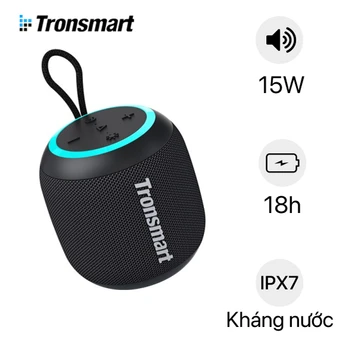 Tronsmart
15W
Tronsmart
18h
IPX7
Kháng nước